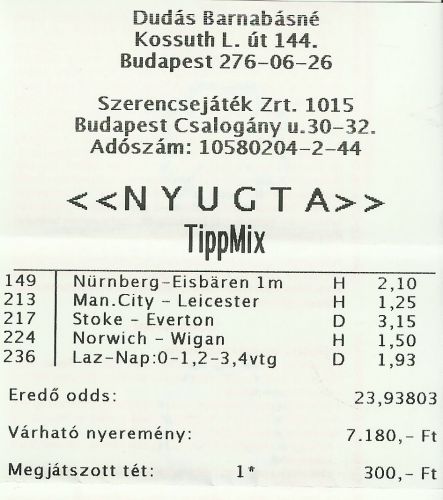 Dudás Barnabásné
Kossuth L. út 144.
Budapest 276-06-26
Szerencsejáték Zrt. 1015
Budapest Csalogány u.30-32.
Adószám: 10580204-2-44
<<NYUGTA>>
TippMix
149 Nürnberg-Eisbären 1m H 2,10
213 Man.City - Leicester H 1,25
217 Stoke - Everton D 3,15
224 Norwich - Wigan H 1,50
236 Laz-Nap:0-1,2-3,4vtg D 1,93
Eredő odds: 23,93803
Várható nyeremény: 7.180,- Ft
Megjátszott tét: 1* 300,- Ft